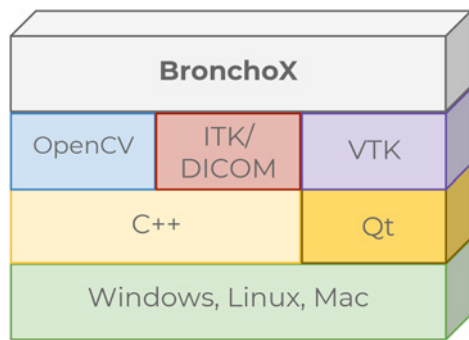 BronchoX
OpenCV
ITK/
DICOM
VTK
C++
Qt
Windows, Linux, Mac